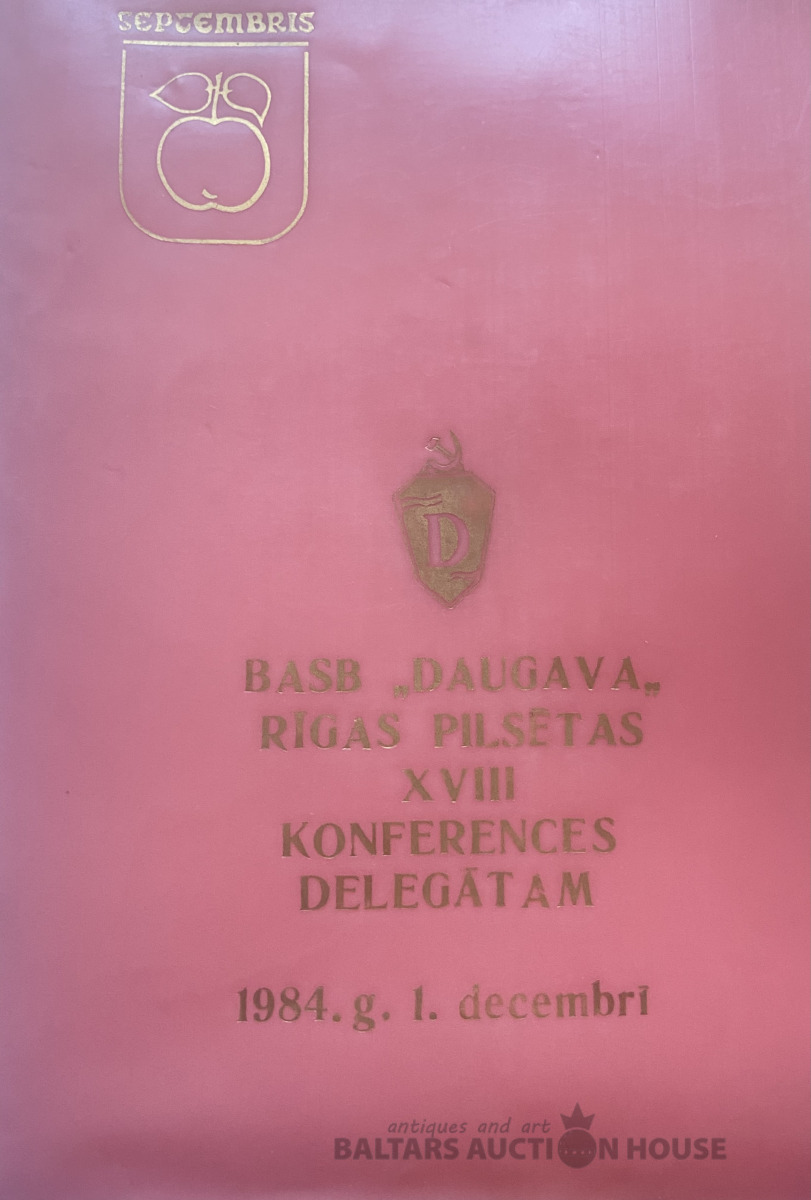 SEPTEMBRIS
D
BASB „DAUGAVA„
RĪGAS PILSĒTAS
XVIII
KONFERENCES
DELEGĀTAM
1984. g. 1. decembrī
antiques and art
BALTARS AUCTION HOUSE